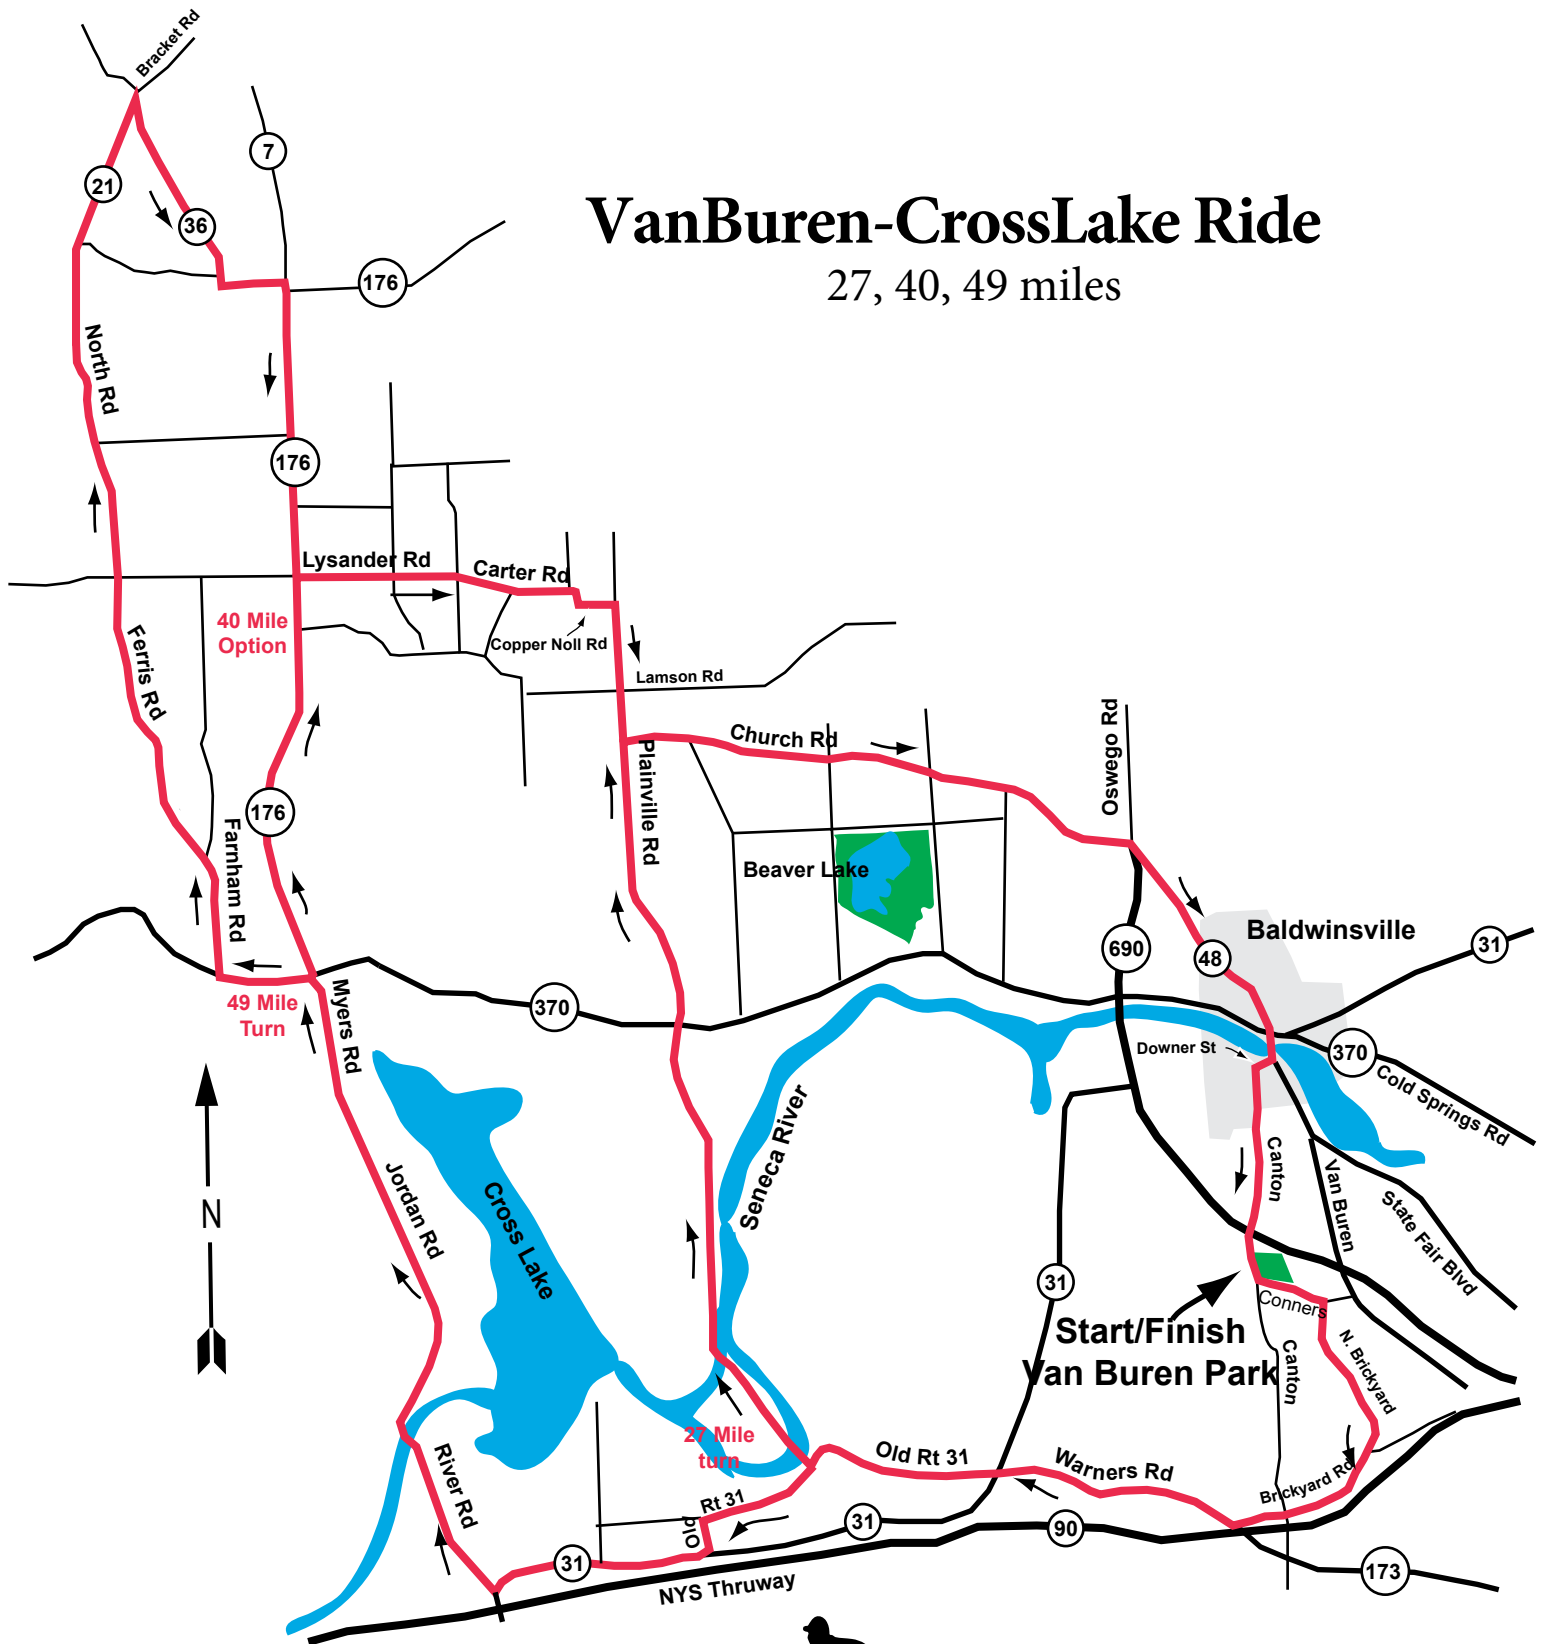 Bracket Rd
7
21
36
VanBuren-CrossLake Ride
27, 40, 49 miles
176
North Rd
176
Lysander Rd
Carter Rd
40 Mile
Option
Copper Noll Rd
Ferris Rd
Lamson Rd
Church Rd
Oswego Rd
Plainville Rd
176
Farnham Rd
Beaver Lake
Baldwinsville
690
48
31
49 Mile
Turn
Myers Rd
370
Downer St
370
Cold Springs Rd
N
Jordan Rd
Cross Lake
Seneca River
Canton
Van Buren
State Fair Blvd
31
Conners
Start/Finish
Van Buren Park
Canton
N. Brickyard
27 Mile
turn
Old Rt 31
Warners Rd
Brickyard Rd
River Rd
Old
Rt 31
31
31
90
173
NYS Thruway